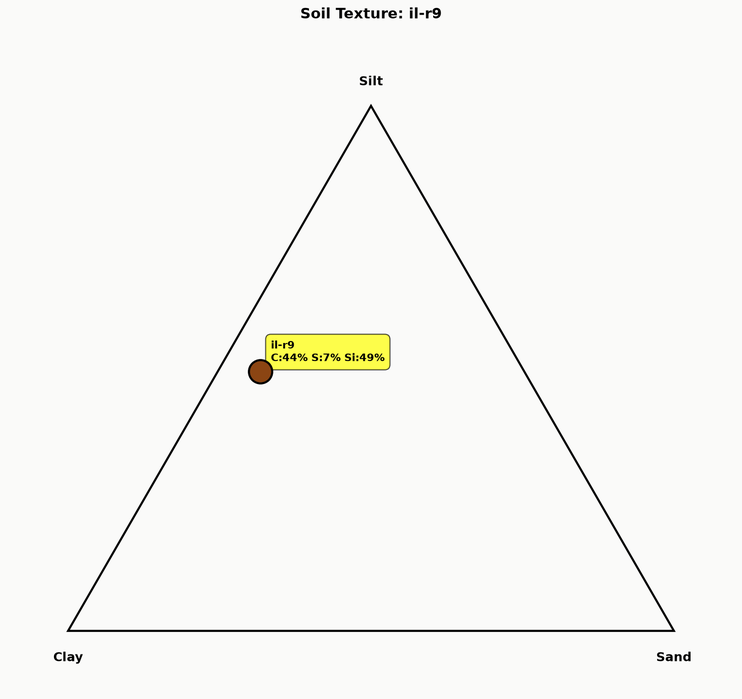 Soil Texture: il-r9
Silt
il-r9
C:44% S:7% Si:49%
Clay
Sand